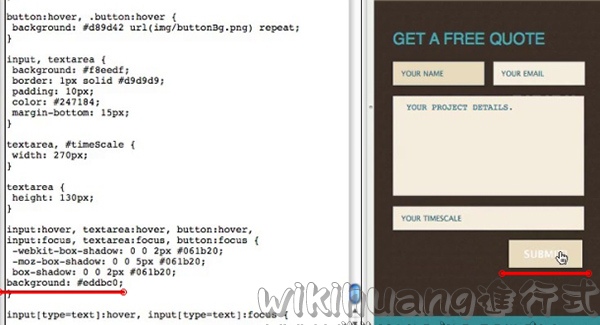 button:hover, .button:hover {
background: #d89d42 url(img/buttonBg.png) repeat;
}
input, textarea {
background: #f8eedf;
border: 1px solid #d9d9d9;
padding: 10px;
color: #247184;
margin-bottom: 15px;
}
textarea, #timeScale {
width: 270px;
}
textarea {
height: 130px;
}
input:hover, textarea:hover, button:hover,
input:focus, textarea:focus, button:focus {
-webkit-box-shadow: 0 0 2px #061b20;
-moz-box-shadow: 0 0 5px #061b20;
box-shadow: 0 0 2px #061b20;
background: #eddbc0;
}
input[type=text]:hover, input[type=text]:focus {
GET A FREE QUOTE
YOUR NAME
YOUR EMAIL
YOUR PROJECT DETAILS.
YOUR TIMESCALE
SUBMIT
wikihuang進行式